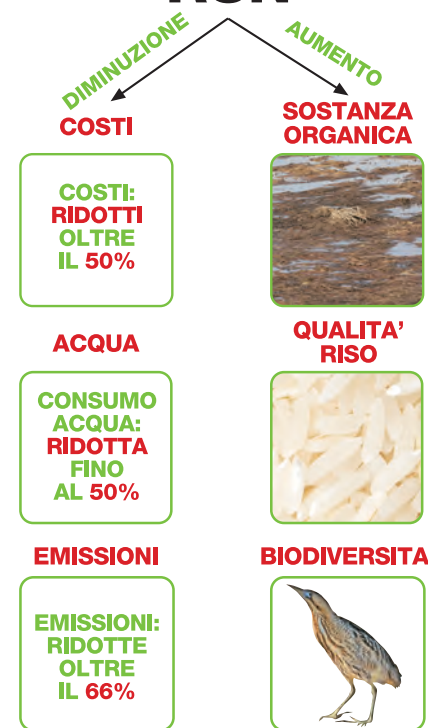 DIMINUZIONE
AUMENTO
COSTI
COSTI:
RIDOTTI
OLTRE
IL 50%
SOSTANZA
ORGANICA
ACQUA
CONSUMO
ACQUA:
RIDOTTA
FINO
AL 50%
QUALITA'
RISO
EMISSIONI
EMISSIONI:
RIDOTTE
OLTRE
IL 66%
BIODIVERSITA